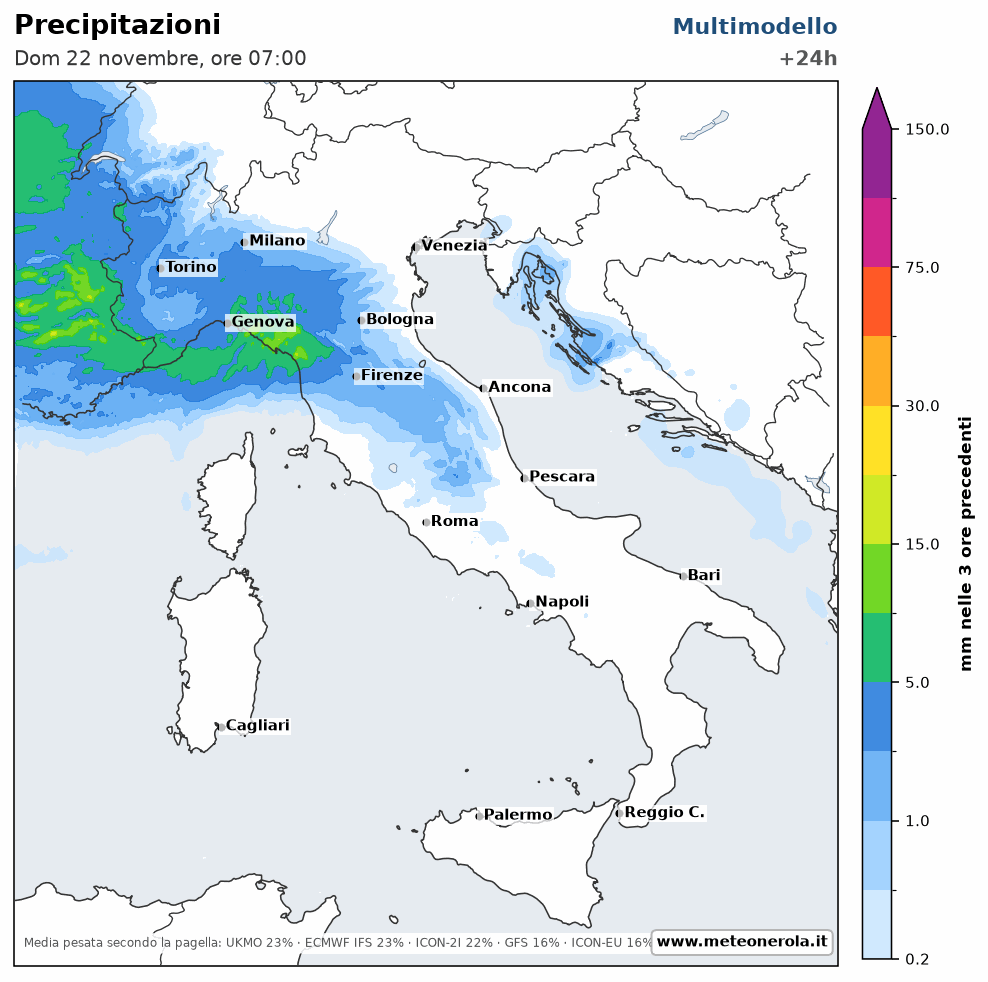 Precipitazioni
Multimodello
Dom 22 novembre, ore 07:00
+24h
150.0
75.0
30.0
15.0
5.0
1.0
0.2
mm nelle 3 ore precedenti
Milano
Venezia
Torino
Genova
Bologna
Firenze
Ancona
Pescara
Roma
Bari
Napoli
Cagliari
Palermo
Reggio C.
Media pesata secondo la pagella: UKMO 23% · ECMWF IFS 23% · ICON-2I 22% · GFS 16% · ICON-EU 16%
www.meteonerola.it